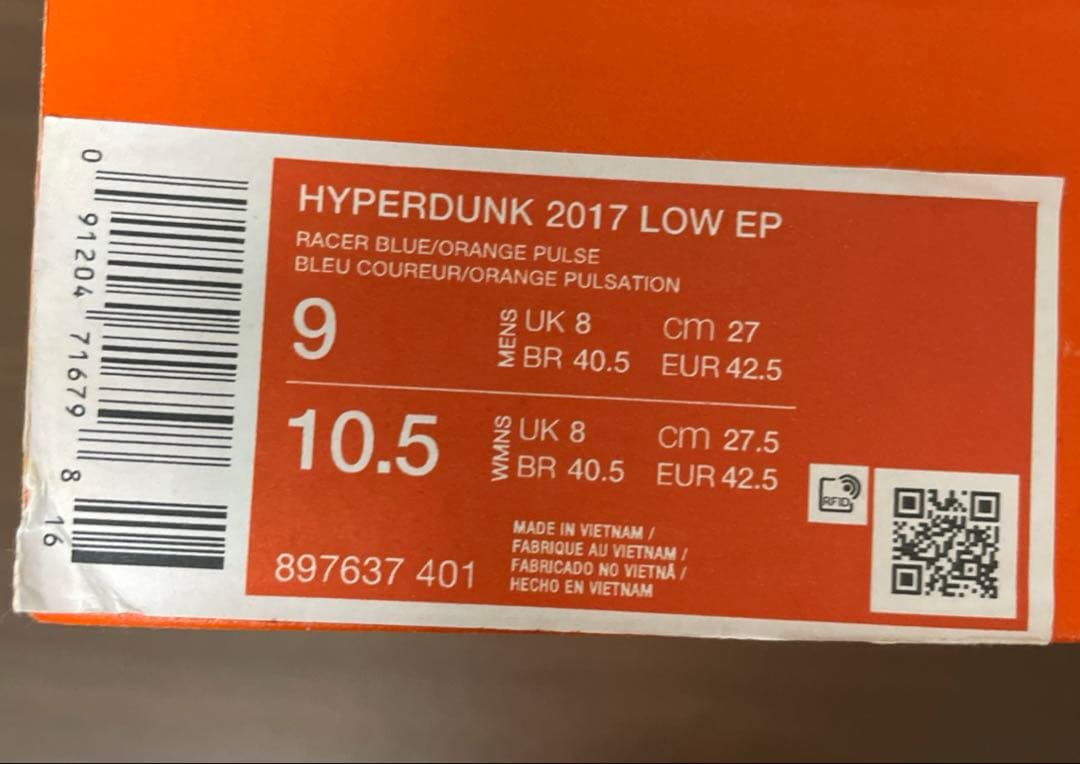 HYPERDUNK 2017 LOW EP
RACER BLUE/ORANGE PULSE
BLEU COUREUR/ORANGE PULSATION
9 MENS UK 8 cm 27
BR 40.5 EUR 42.5
10.5 WMNS UK 8 cm 27.5
BR 40.5 EUR 42.5
MADE IN VIETNAM /
FABRIQUE AU VIETNAM /
FABRICADO NO VIETNÃ /
HECHO EN VIETNAM
897637 401
RFID
0 91204 71679 8 16